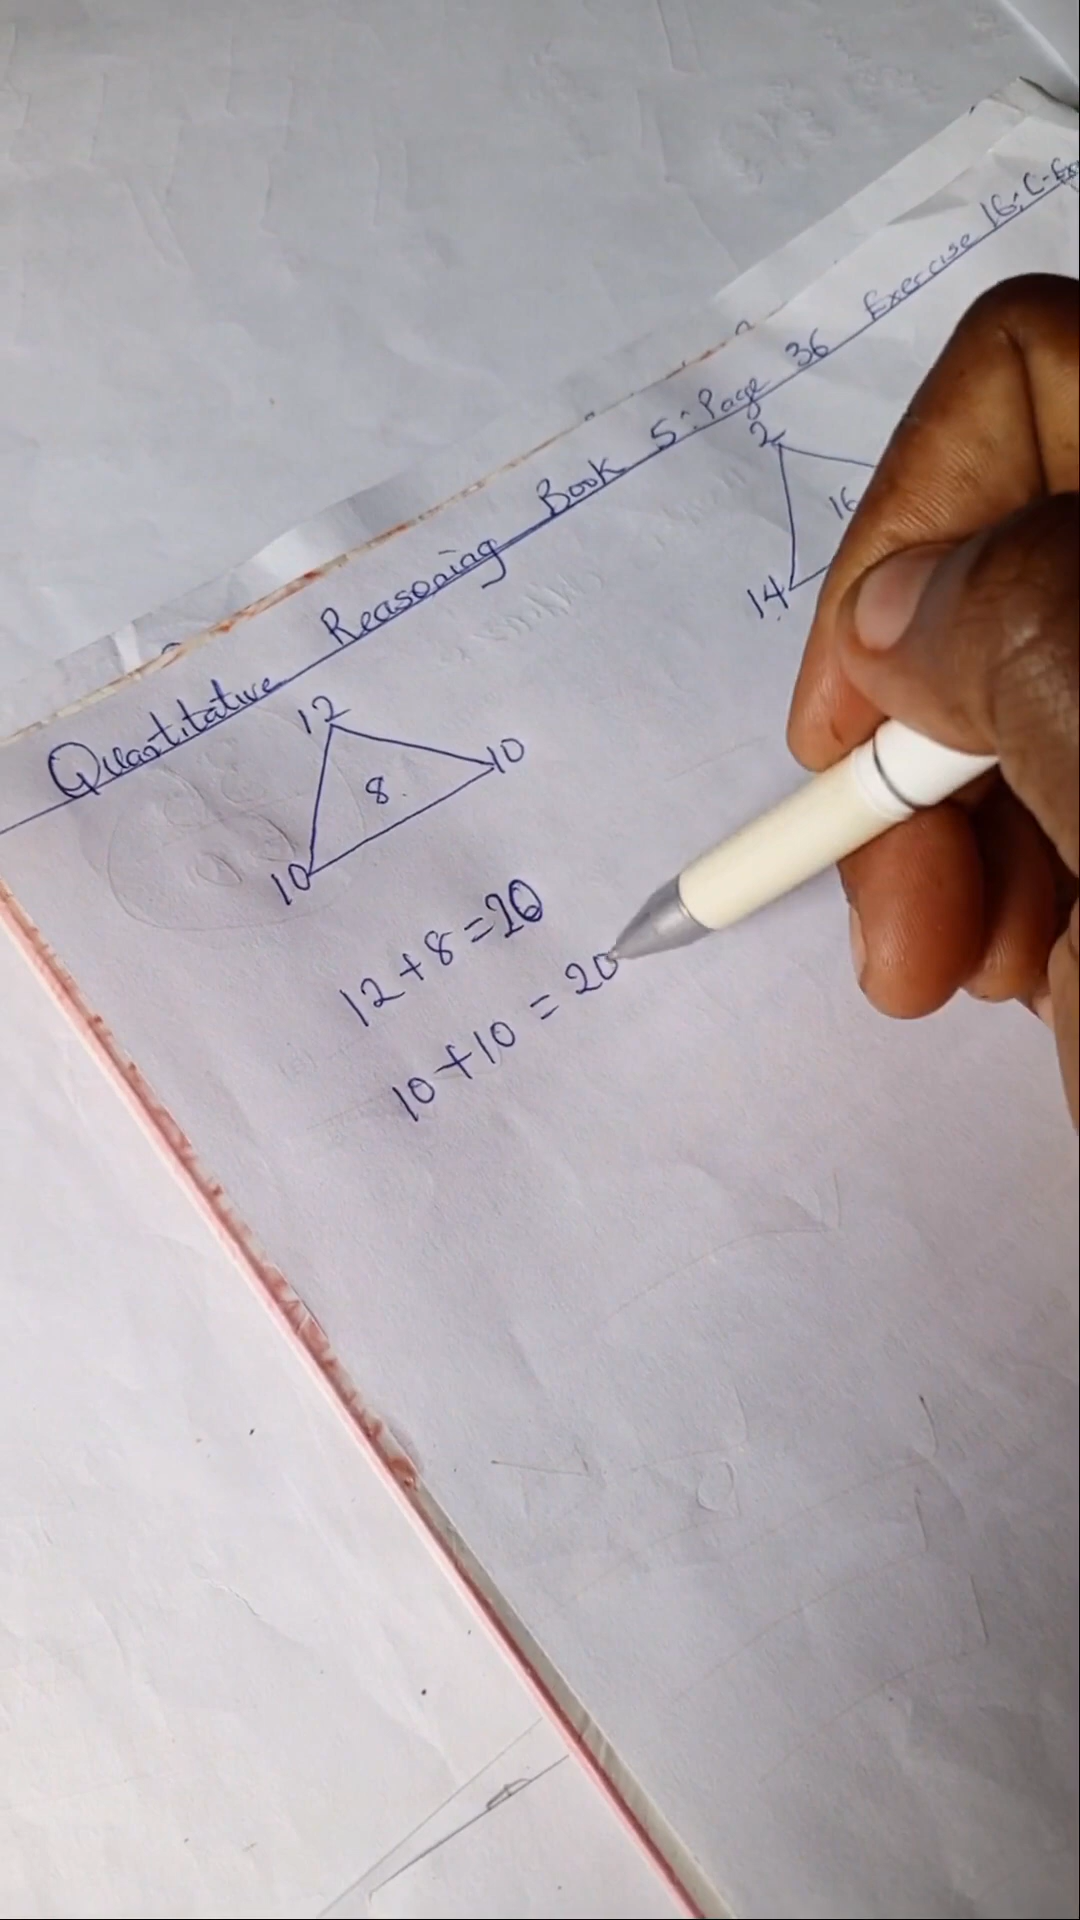 Quantitative Reasoning Book 5: Page 36 Exercise 16:
12
10
8
10
2
16
14
12 + 8 = 20
10 + 10 = 20